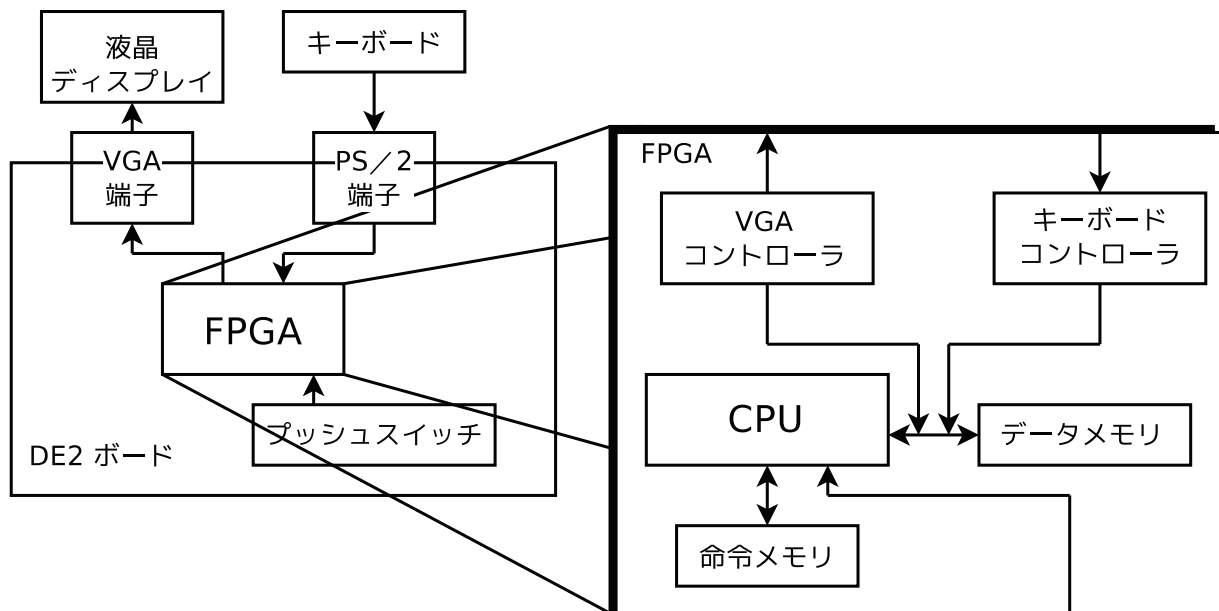 液晶
ディスプレイ
キーボード
VGA
端子
PS/2
端子
FPGA
プッシュスイッチ
DE2 ボード
FPGA
VGA
コントローラ
キーボード
コントローラ
CPU
データメモリ
命令メモリ